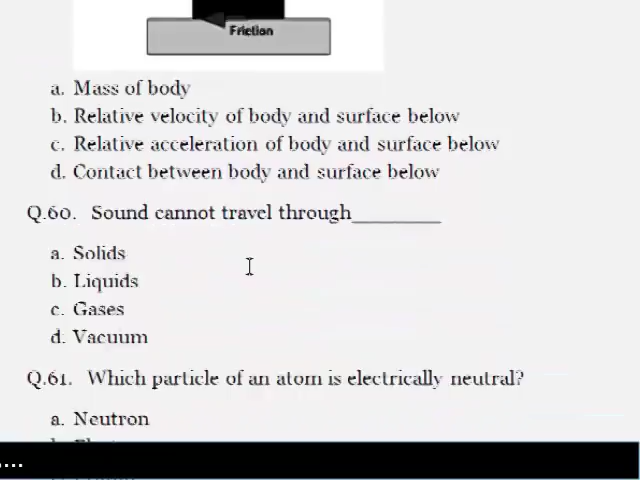 Friction
a. Mass of body
b. Relative velocity of body and surface below
c. Relative acceleration of body and surface below
d. Contact between body and surface below
Q.60. Sound cannot travel through________
a. Solids
b. Liquids
c. Gases
d. Vacuum
Q.61. Which particle of an atom is electrically neutral?
a. Neutron
....